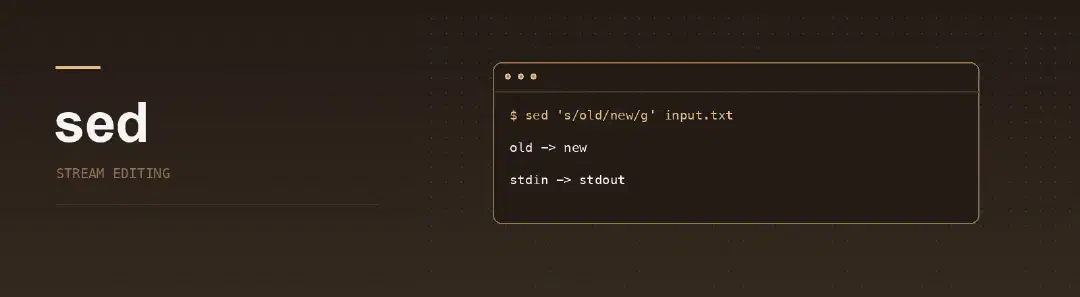 sed
STREAM EDITING
$ sed 's/old/new/g' input.txt
old -> new
stdin -> stdout